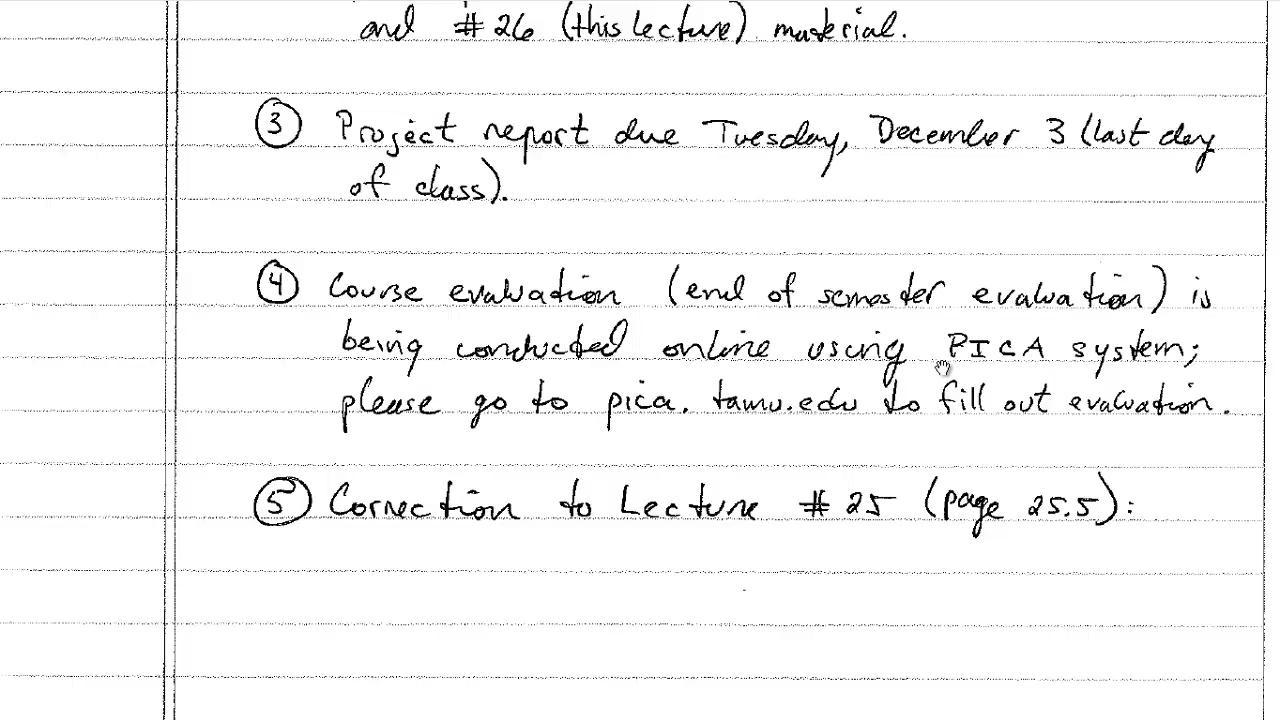 and #26 (this lecture) material.
③ Project report due Tuesday, December 3 (last day
of class).
④ Course evaluation (end of semester evaluation) is
being conducted online using PICA system;
please go to pica.tamu.edu to fill out evaluation.
⑤ Correction to Lecture #25 (page 25.5):